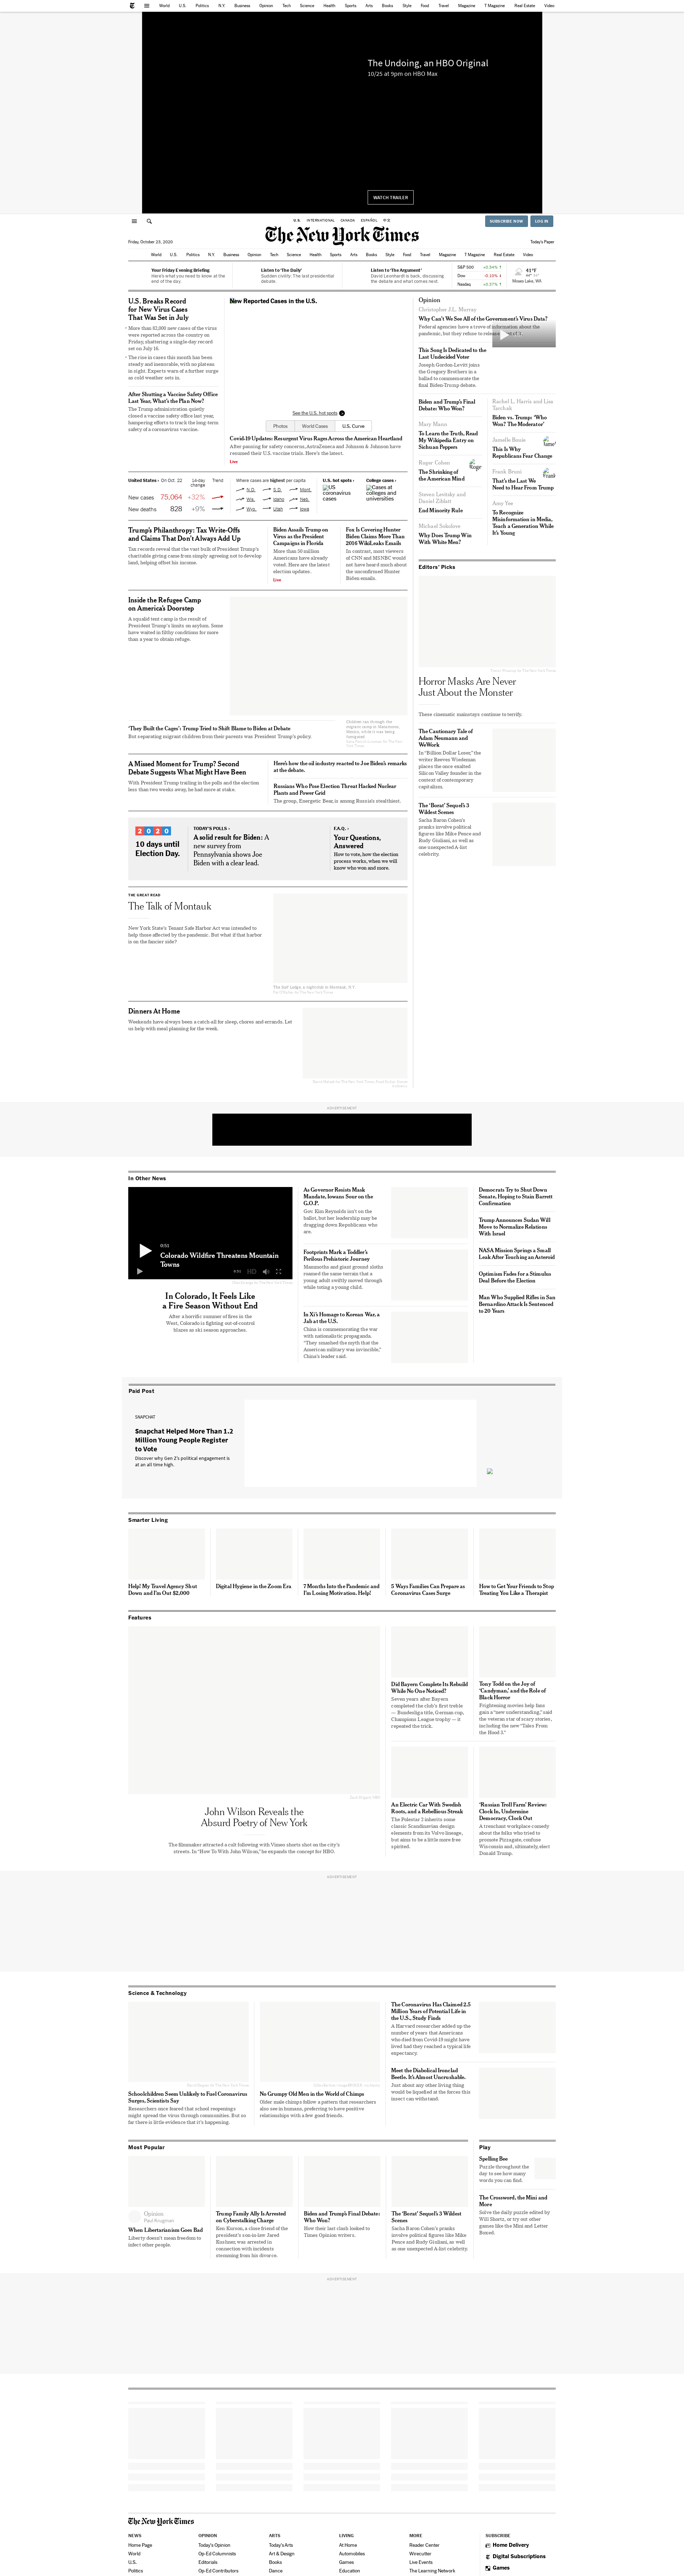 World U.S. Politics N.Y. Business Opinion Tech Science Health Sports Arts Books Style Food Travel Magazine T Magazine Real Estate Video
The Undoing, an HBO Original
10/25 at 9pm on HBO Max
WATCH TRAILER
U.S. INTERNATIONAL CANADA ESPAÑOL 中文
SUBSCRIBE NOW LOG IN
The New York Times
Friday, October 23, 2020
Today's Paper
World U.S. Politics N.Y. Business Opinion Tech Science Health Sports Arts Books Style Food Travel Magazine T Magazine Real Estate Video
Your Friday Evening Briefing
Here's what you need to know at the end of the day.
Listen to 'The Daily'
Sudden civility: The last presidential debate.
Listen to 'The Argument'
David Leonhardt is back, discussing the debate and what comes next.
S&P 500 +0.34%
Dow -0.10%
Nasdaq +0.37%
41°F
Moses Lake, WA
U.S. Breaks Record
for New Virus Cases
That Was Set in July
More than 82,000 new cases of the virus
were reported across the country on
Friday, shattering a single-day record
set on July 16.
The rise in cases this month has been
steady and inexorable, with no plateau
in sight. Experts warn of a further surge
as cold weather sets in.
After Shutting a Vaccine Safety Office
Last Year, What's the Plan Now?
The Trump administration quietly
closed a vaccine safety office last year,
hampering efforts to track the long-term
safety of a coronavirus vaccine.
New Reported Cases in the U.S.
See the U.S. hot spots
Photos World Cases U.S. Curve
Covid-19 Updates: Resurgent Virus Rages Across the American Heartland
After pausing for safety concerns, AstraZeneca and Johnson & Johnson have
resumed their U.S. vaccine trials. Here's the latest.
Live
United States › On Oct. 22 14-day change Trend
New cases 75,064 +32%
New deaths 828 +9%
Where cases are highest per capita
N.D. S.D. Mont.
Wis. Idaho Neb.
Wyo. Utah Iowa
U.S. hot spots ›
US coronavirus cases
College cases ›
Cases at colleges and universities
Trump's Philanthropy: Tax Write-Offs
and Claims That Don't Always Add Up
Tax records reveal that the vast bulk of President Trump's
charitable giving comes from simply agreeing not to develop
land, helping offset his income.
Biden Assails Trump on
Virus as the President
Campaigns in Florida
More than 50 million
Americans have already
voted. Here are the latest
election updates.
Live
Fox Is Covering Hunter
Biden Claims More Than
2016 WikiLeaks Emails
In contrast, most viewers
of CNN and MSNBC would
not have heard much about
the unconfirmed Hunter
Biden emails.
Inside the Refugee Camp
on America's Doorstep
A squalid tent camp is the result of
President Trump's limits on asylum. Some
have waited in filthy conditions for more
than a year to obtain refuge.
'They Built the Cages': Trump Tried to Shift Blame to Biden at Debate
But separating migrant children from their parents was President Trump's policy.
Children ran through the
migrant camp in Matamoros,
Mexico, while it was being
fumigated.
A Missed Moment for Trump? Second
Debate Suggests What Might Have Been
With President Trump trailing in the polls and the election
less than two weeks away, he had more at stake.
Here's how the oil industry reacted to Joe Biden's remarks
at the debate.
Russians Who Pose Election Threat Hacked Nuclear
Plants and Power Grid
The group, Energetic Bear, is among Russia's stealthiest.
2020
10 days until
Election Day.
TODAY'S POLLS ›
A solid result for Biden: A
new survey from
Pennsylvania shows Joe
Biden with a clear lead.
F.A.Q. ›
Your Questions,
Answered
How to vote, how the election
process works, when we will
know who won and more.
THE GREAT READ
The Talk of Montauk
New York State's Tenant Safe Harbor Act was intended to
help those affected by the pandemic. But what if that harbor
is on the fancier side?
The Surf Lodge, a nightclub in Montauk, N.Y.
Dinners At Home
Weekends have always been a catch-all for sleep, chores and errands. Let
us help with meal planning for the week.
Opinion
Christopher J.L. Murray
Why Can't We See All of the Government's Virus Data?
Federal agencies have a trove of information about the
This Song Is Dedicated to the
Last Undecided Voter
Joseph Gordon-Levitt joins
the Gregory Brothers in a
ballad to commemorate the
final Biden-Trump debate.
Biden and Trump's Final
Debate: Who Won?
Mary Mann
To Learn the Truth, Read
My Wikipedia Entry on
Sichuan Peppers
Roger Cohen
The Shrinking of
the American Mind
Steven Levitsky and
Daniel Ziblatt
End Minority Rule
Michael Sokolove
Why Does Trump Win
With White Men?
Rachel L. Harris and Lisa
Tarchak
Biden vs. Trump: 'Who
Won? The Moderator'
Jamelle Bouie
This Is Why
Republicans Fear Change
Frank Bruni
That's the Last We
Need to Hear From Trump
Amy Yee
To Recognize
Misinformation in Media,
Teach a Generation While
It's Young
Editors' Picks
Horror Masks Are Never
Just About the Monster
These cinematic mainstays continue to terrify.
The Cautionary Tale of
Adam Neumann and
WeWork
In "Billion Dollar Loser," the
writer Reeves Wiedeman
places the once exalted
Silicon Valley founder in the
context of contemporary
capitalism.
The 'Borat' Sequel's 3
Wildest Scenes
Sacha Baron Cohen's
pranks involve political
figures like Mike Pence and
Rudy Giuliani, as well as
one unexpected A-list
celebrity.
ADVERTISEMENT
In Other News
0:51
Colorado Wildfire Threatens Mountain
Towns
0:51 HD
In Colorado, It Feels Like
a Fire Season Without End
After a horrific summer of fires in the
West, Colorado is fighting out-of-control
blazes as ski season approaches.
As Governor Resists Mask
Mandate, Iowans Sour on the
G.O.P.
Gov. Kim Reynolds isn't on the
ballot, but her leadership may be
dragging down Republicans who
are.
Footprints Mark a Toddler's
Perilous Prehistoric Journey
Mammoths and giant ground sloths
roamed the same terrain that a
young adult swiftly moved through
while toting a young child.
In Xi's Homage to Korean War, a
Jab at the U.S.
China is commemorating the war
with nationalistic propaganda.
"They smashed the myth that the
American military was invincible,"
China's leader said.
Democrats Try to Shut Down
Senate, Hoping to Stain Barrett
Confirmation
Trump Announces Sudan Will
Move to Normalize Relations
With Israel
NASA Mission Springs a Small
Leak After Touching an Asteroid
Optimism Fades for a Stimulus
Deal Before the Election
Man Who Supplied Rifles in San
Bernardino Attack Is Sentenced
to 20 Years
Paid Post
SNAPCHAT
Snapchat Helped More Than 1.2
Million Young People Register
to Vote
Discover why Gen Z's political engagement is
at an all time high.
Smarter Living
Help! My Travel Agency Shut
Down and I'm Out $2,000
Digital Hygiene in the Zoom Era
7 Months Into the Pandemic and
I'm Losing Motivation. Help!
5 Ways Families Can Prepare as
Coronavirus Cases Surge
How to Get Your Friends to Stop
Treating You Like a Therapist
Features
John Wilson Reveals the
Absurd Poetry of New York
The filmmaker attracted a cult following with Vimeo shorts shot on the city's
streets. In "How To With John Wilson," he expands the concept for HBO.
Did Bayern Complete Its Rebuild
While No One Noticed?
Seven years after Bayern
completed the club's first treble
— Bundesliga title, German cup,
Champions League trophy — it
repeated the trick.
Tony Todd on the Joy of
'Candyman,' and the Role of
Black Horror
Frightening movies help fans
gain a "new understanding," said
the veteran star of scary stories,
including the new "Tales From
the Hood 3."
An Electric Car With Swedish
Roots, and a Rebellious Streak
The Polestar 2 inherits some
classic Scandinavian design
elements from its Volvo lineage,
but aims to be a little more free
spirited.
'Russian Troll Farm' Review:
Clock In, Undermine
Democracy, Clock Out
A trenchant workplace comedy
about the folks who tried to
promote Pizzagate, confuse
Wisconsin and, ultimately, elect
Donald Trump.
ADVERTISEMENT
Science & Technology
Schoolchildren Seem Unlikely to Fuel Coronavirus
Surges, Scientists Say
Researchers once feared that school reopenings
might spread the virus through communities. But so
far there is little evidence that it's happening.
No Grumpy Old Men in the World of Chimps
Older male chimps follow a pattern that researchers
also see in humans, preferring to have positive
relationships with a few good friends.
The Coronavirus Has Claimed 2.5
Million Years of Potential Life in
the U.S., Study Finds
A Harvard researcher added up the
number of years that Americans
who died from Covid-19 might have
lived had they reached a typical life
expectancy.
Meet the Diabolical Ironclad
Beetle. It's Almost Uncrushable.
Just about any other living thing
would be liquefied at the forces this
insect can withstand.
Most Popular
Opinion
Paul Krugman
When Libertarianism Goes Bad
Liberty doesn't mean freedom to
infect other people.
Trump Family Ally Is Arrested
on Cyberstalking Charge
Ken Kurson, a close friend of the
president's son-in-law Jared
Kushner, was arrested in
connection with incidents
stemming from his divorce.
Biden and Trump's Final Debate:
Who Won?
How their last clash looked to
Times Opinion writers.
The 'Borat' Sequel's 3 Wildest
Scenes
Sacha Baron Cohen's pranks
involve political figures like Mike
Pence and Rudy Giuliani, as well
as one unexpected A-list celebrity.
Play
Spelling Bee
Puzzle throughout the
day to see how many
words you can find.
The Crossword, the Mini and
More
Solve the daily puzzle edited by
Will Shortz, or try out other
games like the Mini and Letter
Boxed.
ADVERTISEMENT
The New York Times
NEWS OPINION ARTS LIVING MORE SUBSCRIBE
Home Page Today's Opinion Today's Arts At Home Reader Center Home Delivery
World Op-Ed Columnists Art & Design Automobiles Wirecutter Digital Subscriptions
U.S. Editorials Books Games Live Events Games
Politics Op-Ed Contributors Dance Education The Learning Network